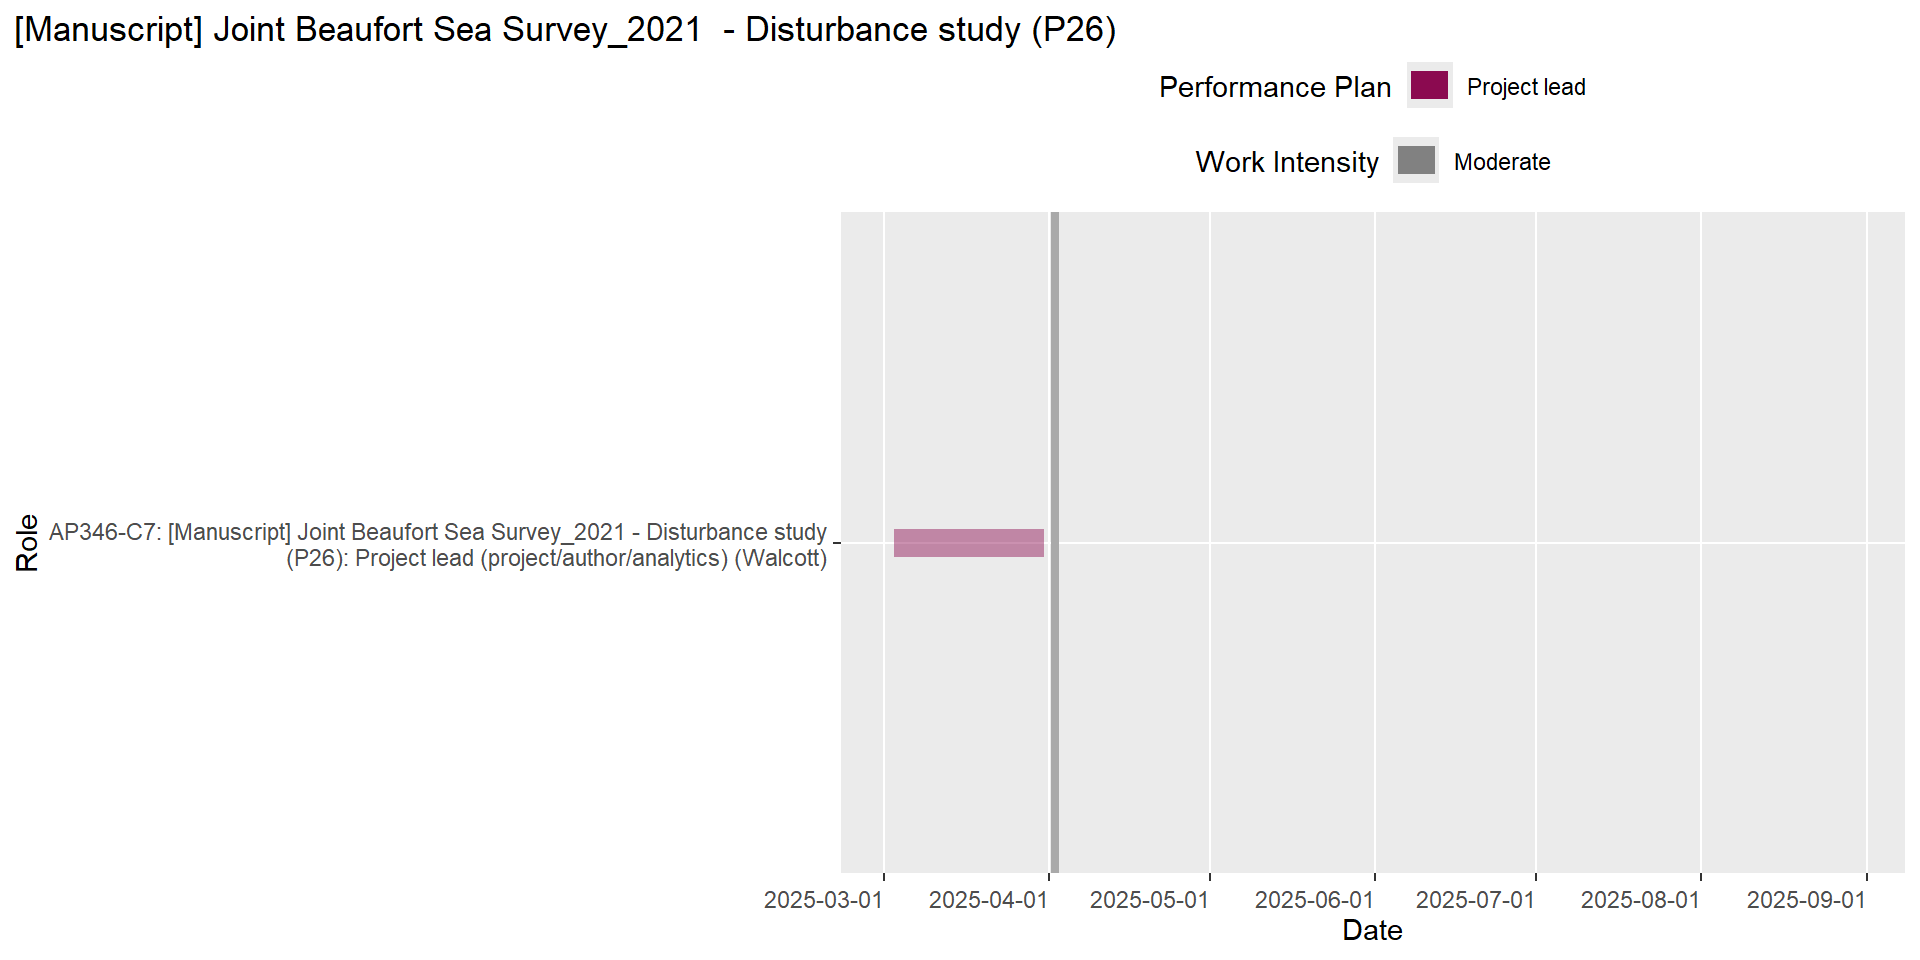 [Manuscript] Joint Beaufort Sea Survey_2021  - Disturbance study (P26)
Performance Plan
Project lead
Work Intensity
Moderate
Role
AP346-C7: [Manuscript] Joint Beaufort Sea Survey_2021 - Disturbance study
(P26): Project lead (project/author/analytics) (Walcott)
2025-03-01
2025-04-01
2025-05-01
2025-06-01
2025-07-01
2025-08-01
2025-09-01
Date